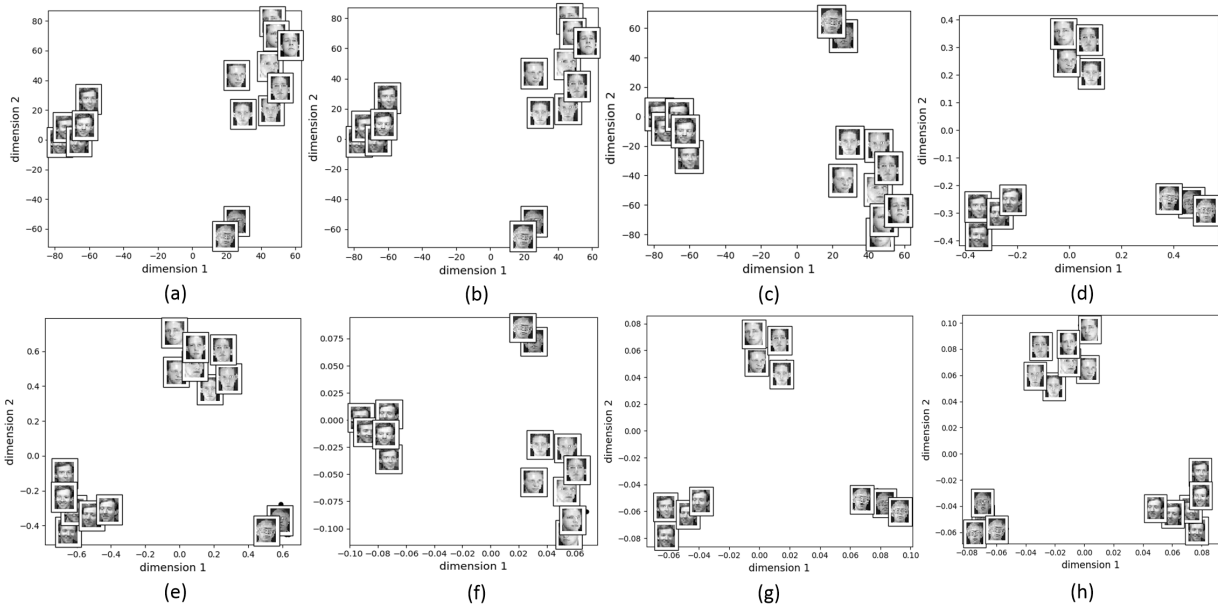 dimension 2
80
60
40
20
0
−20
−40
−60
−80 −60 −40 −20 0 20 40 60
dimension 1
(a)
dimension 2
80
60
40
20
0
−20
−40
−60
−80 −60 −40 −20 0 20 40 60
dimension 1
(b)
dimension 2
60
40
20
0
−20
−40
−60
−80
−80 −60 −40 −20 0 20 40 60
dimension 1
(c)
dimension 2
0.4
0.3
0.2
0.1
0.0
−0.1
−0.2
−0.3
−0.4
−0.4 −0.2 0.0 0.2 0.4
dimension 1
(d)
dimension 2
0.6
0.4
0.2
0.0
−0.2
−0.4
−0.6 −0.4 −0.2 0.0 0.2 0.4 0.6
dimension 1
(e)
dimension 2
0.075
0.050
0.025
0.000
−0.025
−0.050
−0.075
−0.100
−0.10 −0.08 −0.06 −0.04 −0.02 0.00 0.02 0.04 0.06
dimension 1
(f)
dimension 2
0.08
0.06
0.04
0.02
0.00
−0.02
−0.04
−0.06
−0.08
−0.06 −0.04 −0.02 0.00 0.02 0.04 0.06 0.08 0.10
dimension 1
(g)
dimension 2
0.10
0.08
0.06
0.04
0.02
0.00
−0.02
−0.04
−0.06
−0.08 −0.06 −0.04 −0.02 0.00 0.02 0.04 0.06 0.08
dimension 1
(h)